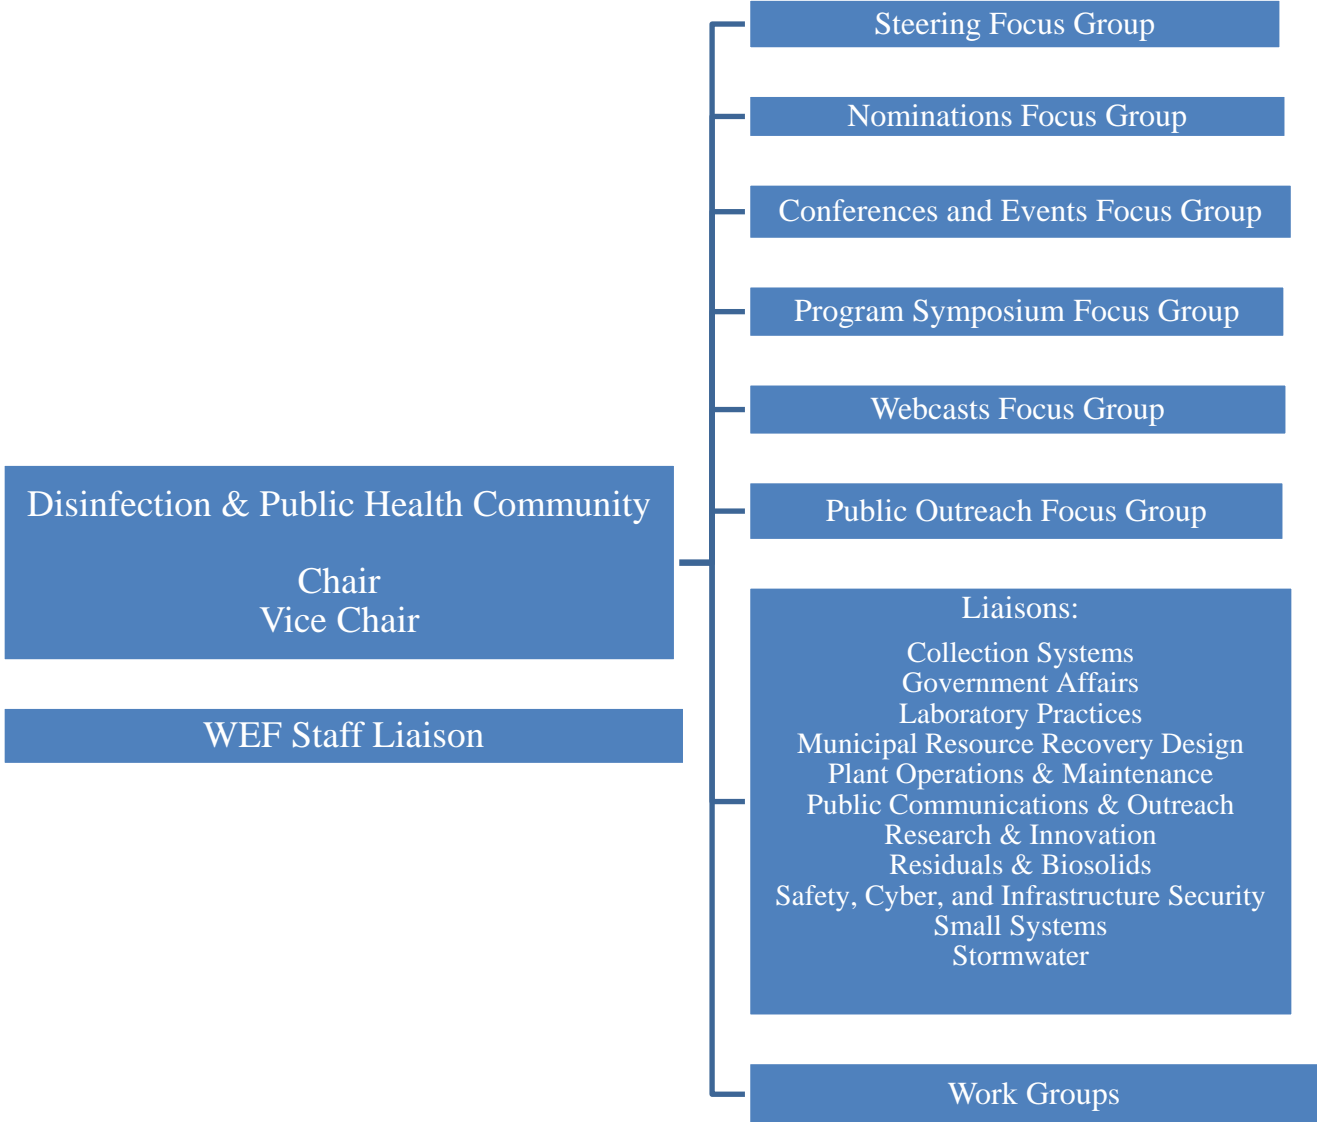 Disinfection & Public Health Community
Chair
Vice Chair
WEF Staff Liaison
Steering Focus Group
Nominations Focus Group
Conferences and Events Focus Group
Program Symposium Focus Group
Webcasts Focus Group
Public Outreach Focus Group
Liaisons:
Collection Systems
Government Affairs
Laboratory Practices
Municipal Resource Recovery Design
Plant Operations & Maintenance
Public Communications & Outreach
Research & Innovation
Residuals & Biosolids
Safety, Cyber, and Infrastructure Security
Small Systems
Stormwater
Work Groups